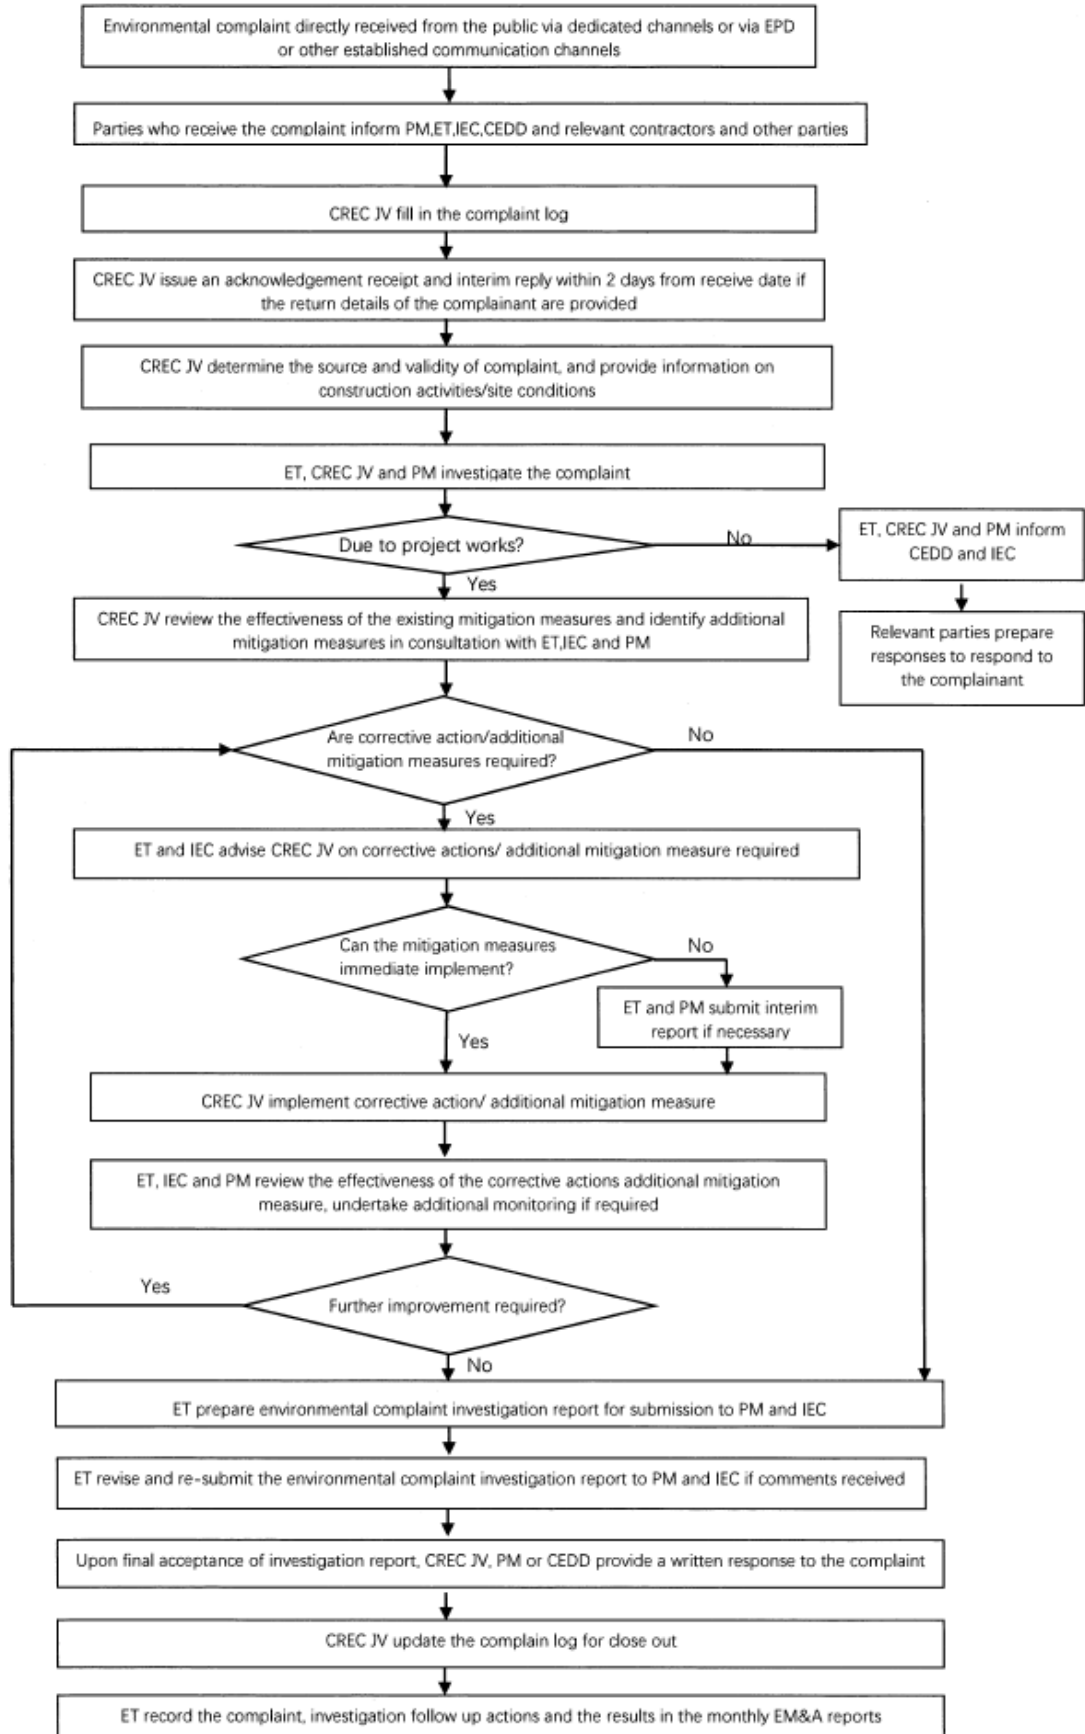 Environmental complaint directly received from the public via dedicated channels or via EPD
or other established communication channels
Parties who receive the complaint inform PM,ET,IEC,CEDD and relevant contractors and other parties
CREC JV fill in the complaint log
CREC JV issue an acknowledgement receipt and interim reply within 2 days from receive date if
the return details of the complainant are provided
CREC JV determine the source and validity of complaint, and provide information on
construction activities/site conditions
ET, CREC JV and PM investigate the complaint
Due to project works?
No
ET, CREC JV and PM inform
CEDD and IEC
Yes
Relevant parties prepare
responses to respond to
the complainant
CREC JV review the effectiveness of the existing mitigation measures and identify additional
mitigation measures in consultation with ET,IEC and PM
Are corrective action/additional
mitigation measures required?
No
Yes
ET and IEC advise CREC JV on corrective actions/ additional mitigation measure required
Can the mitigation measures
immediate implement?
No
ET and PM submit interim
report if necessary
Yes
CREC JV implement corrective action/ additional mitigation measure
ET, IEC and PM review the effectiveness of the corrective actions additional mitigation
measure, undertake additional monitoring if required
Yes
Further improvement required?
No
ET prepare environmental complaint investigation report for submission to PM and IEC
ET revise and re-submit the environmental complaint investigation report to PM and IEC if comments received
Upon final acceptance of investigation report, CREC JV, PM or CEDD provide a written response to the complaint
CREC JV update the complain log for close out
ET record the complaint, investigation follow up actions and the results in the monthly EM&A reports